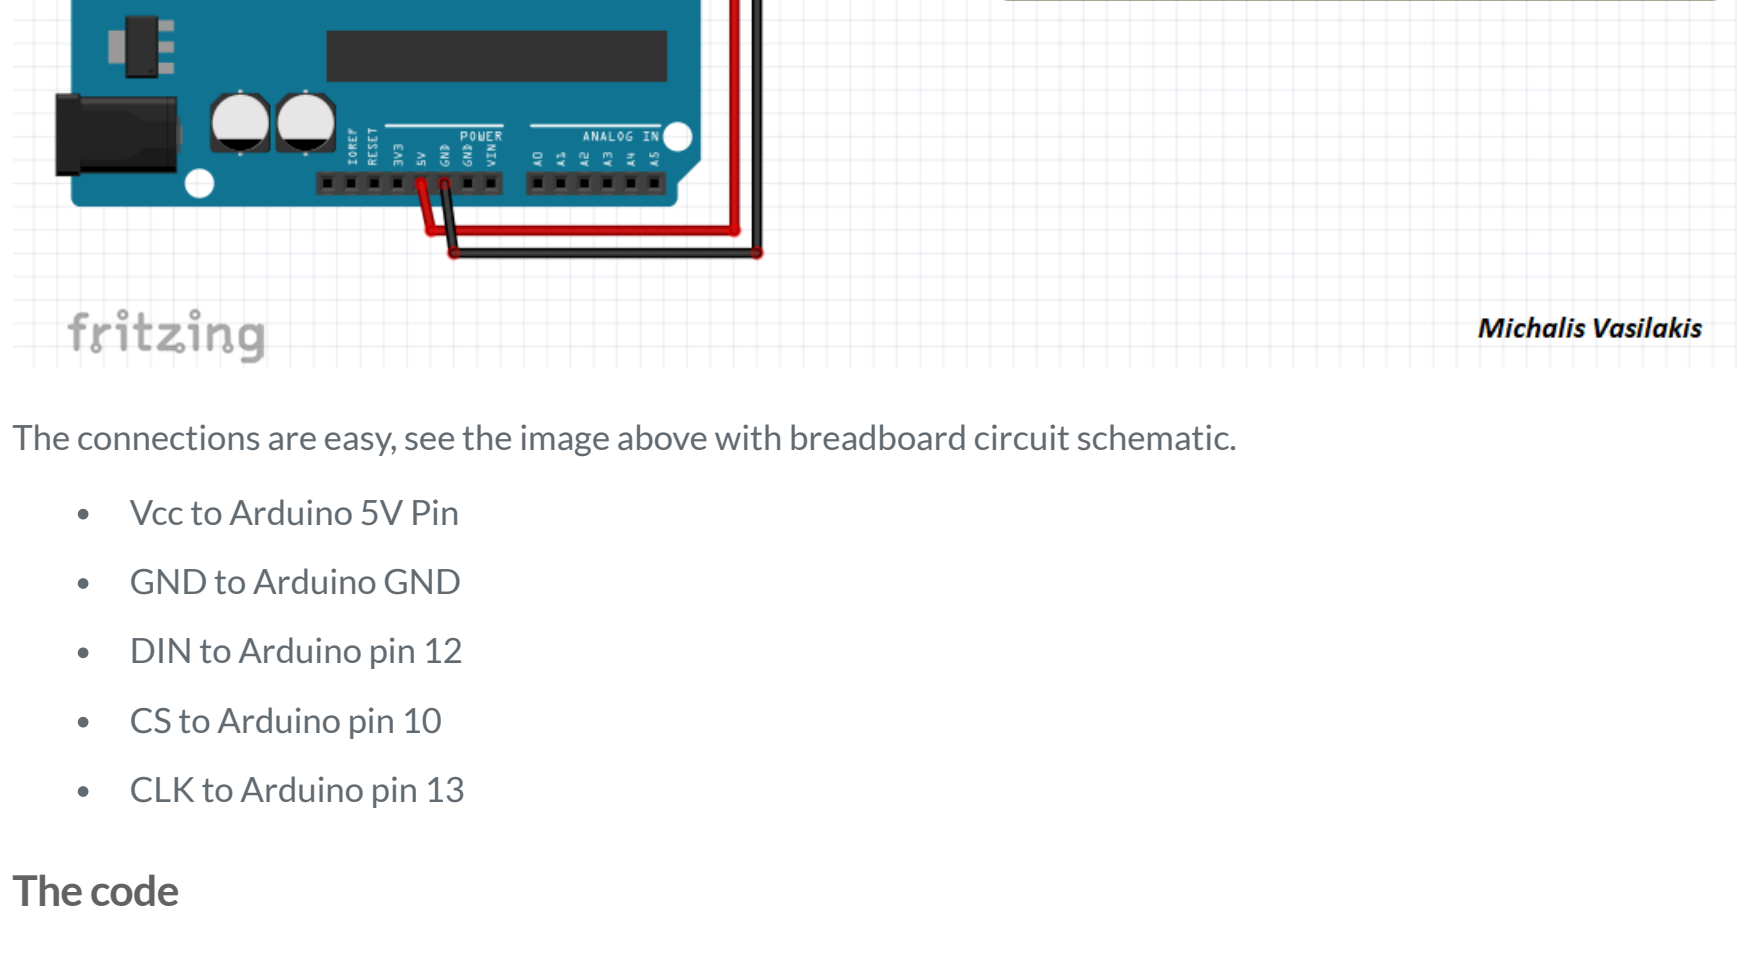 POWER
ANALOG IN
IOREF
RESET
3V3
5V
GND
GND
VIN
A0
A1
A2
A3
A4
A5
fritzing
Michalis Vasilakis
The connections are easy, see the image above with breadboard circuit schematic.
• Vcc to Arduino 5V Pin
• GND to Arduino GND
• DIN to Arduino pin 12
• CS to Arduino pin 10
• CLK to Arduino pin 13
The code